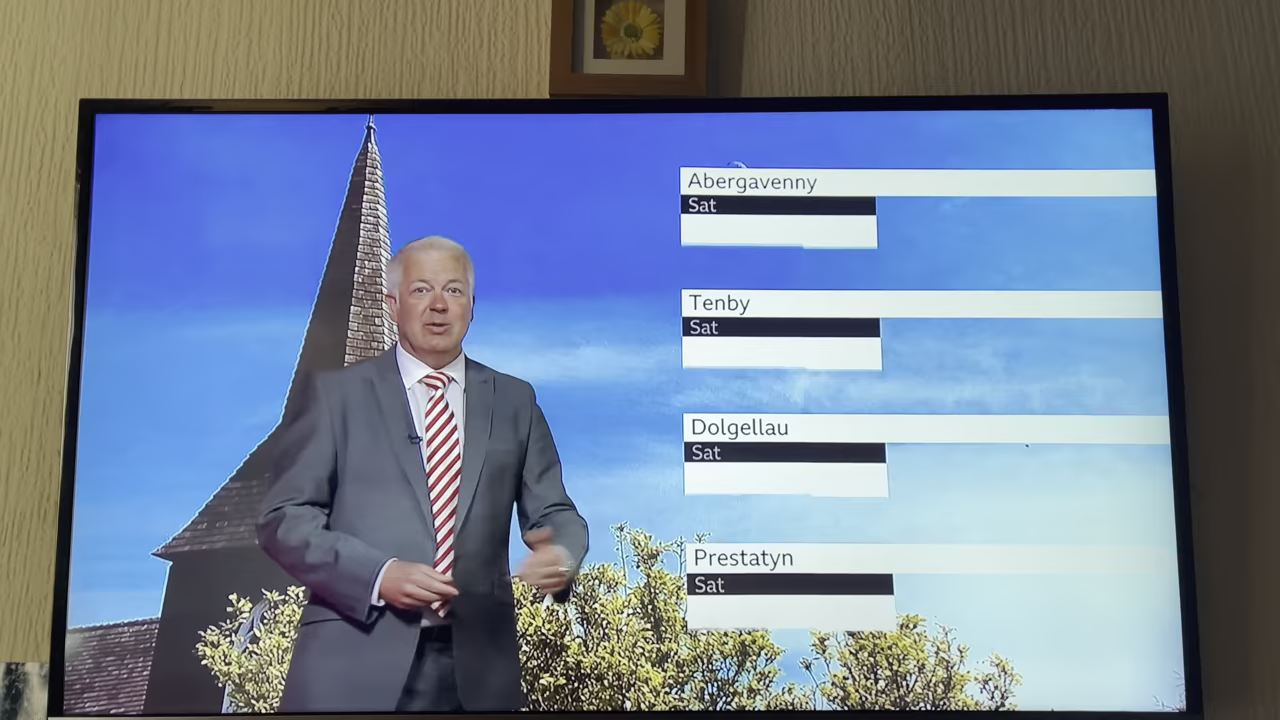 Abergavenny
Sat
Tenby
Sat
Dolgellau
Sat
Prestatyn
Sat